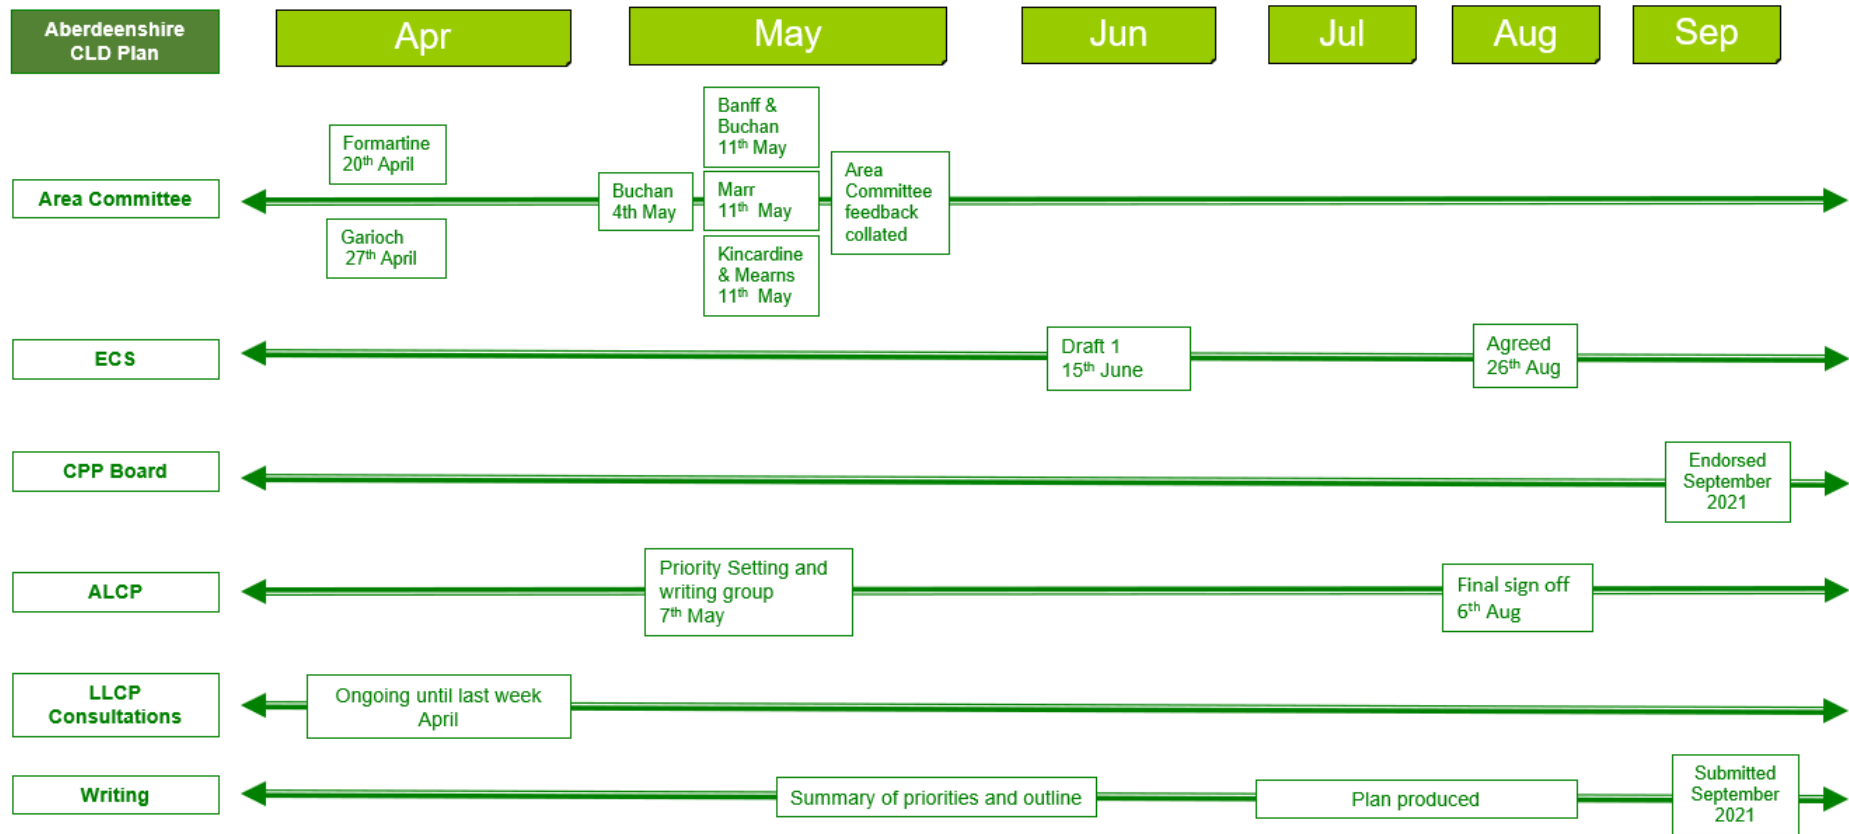 Aberdeenshire
CLD Plan
Apr
May
Jun
Jul
Aug
Sep
Area Committee
Formartine
20th April
Garioch
27th April
Buchan
4th May
Banff &
Buchan
11th May
Marr
11th May
Kincardine
& Mearns
11th May
Area
Committee
feedback
collated
ECS
Draft 1
15th June
Agreed
26th Aug
CPP Board
Endorsed
September
2021
ALCP
Priority Setting and
writing group
7th May
Final sign off
6th Aug
LLCP
Consultations
Ongoing until last week
April
Writing
Summary of priorities and outline
Plan produced
Submitted
September
2021